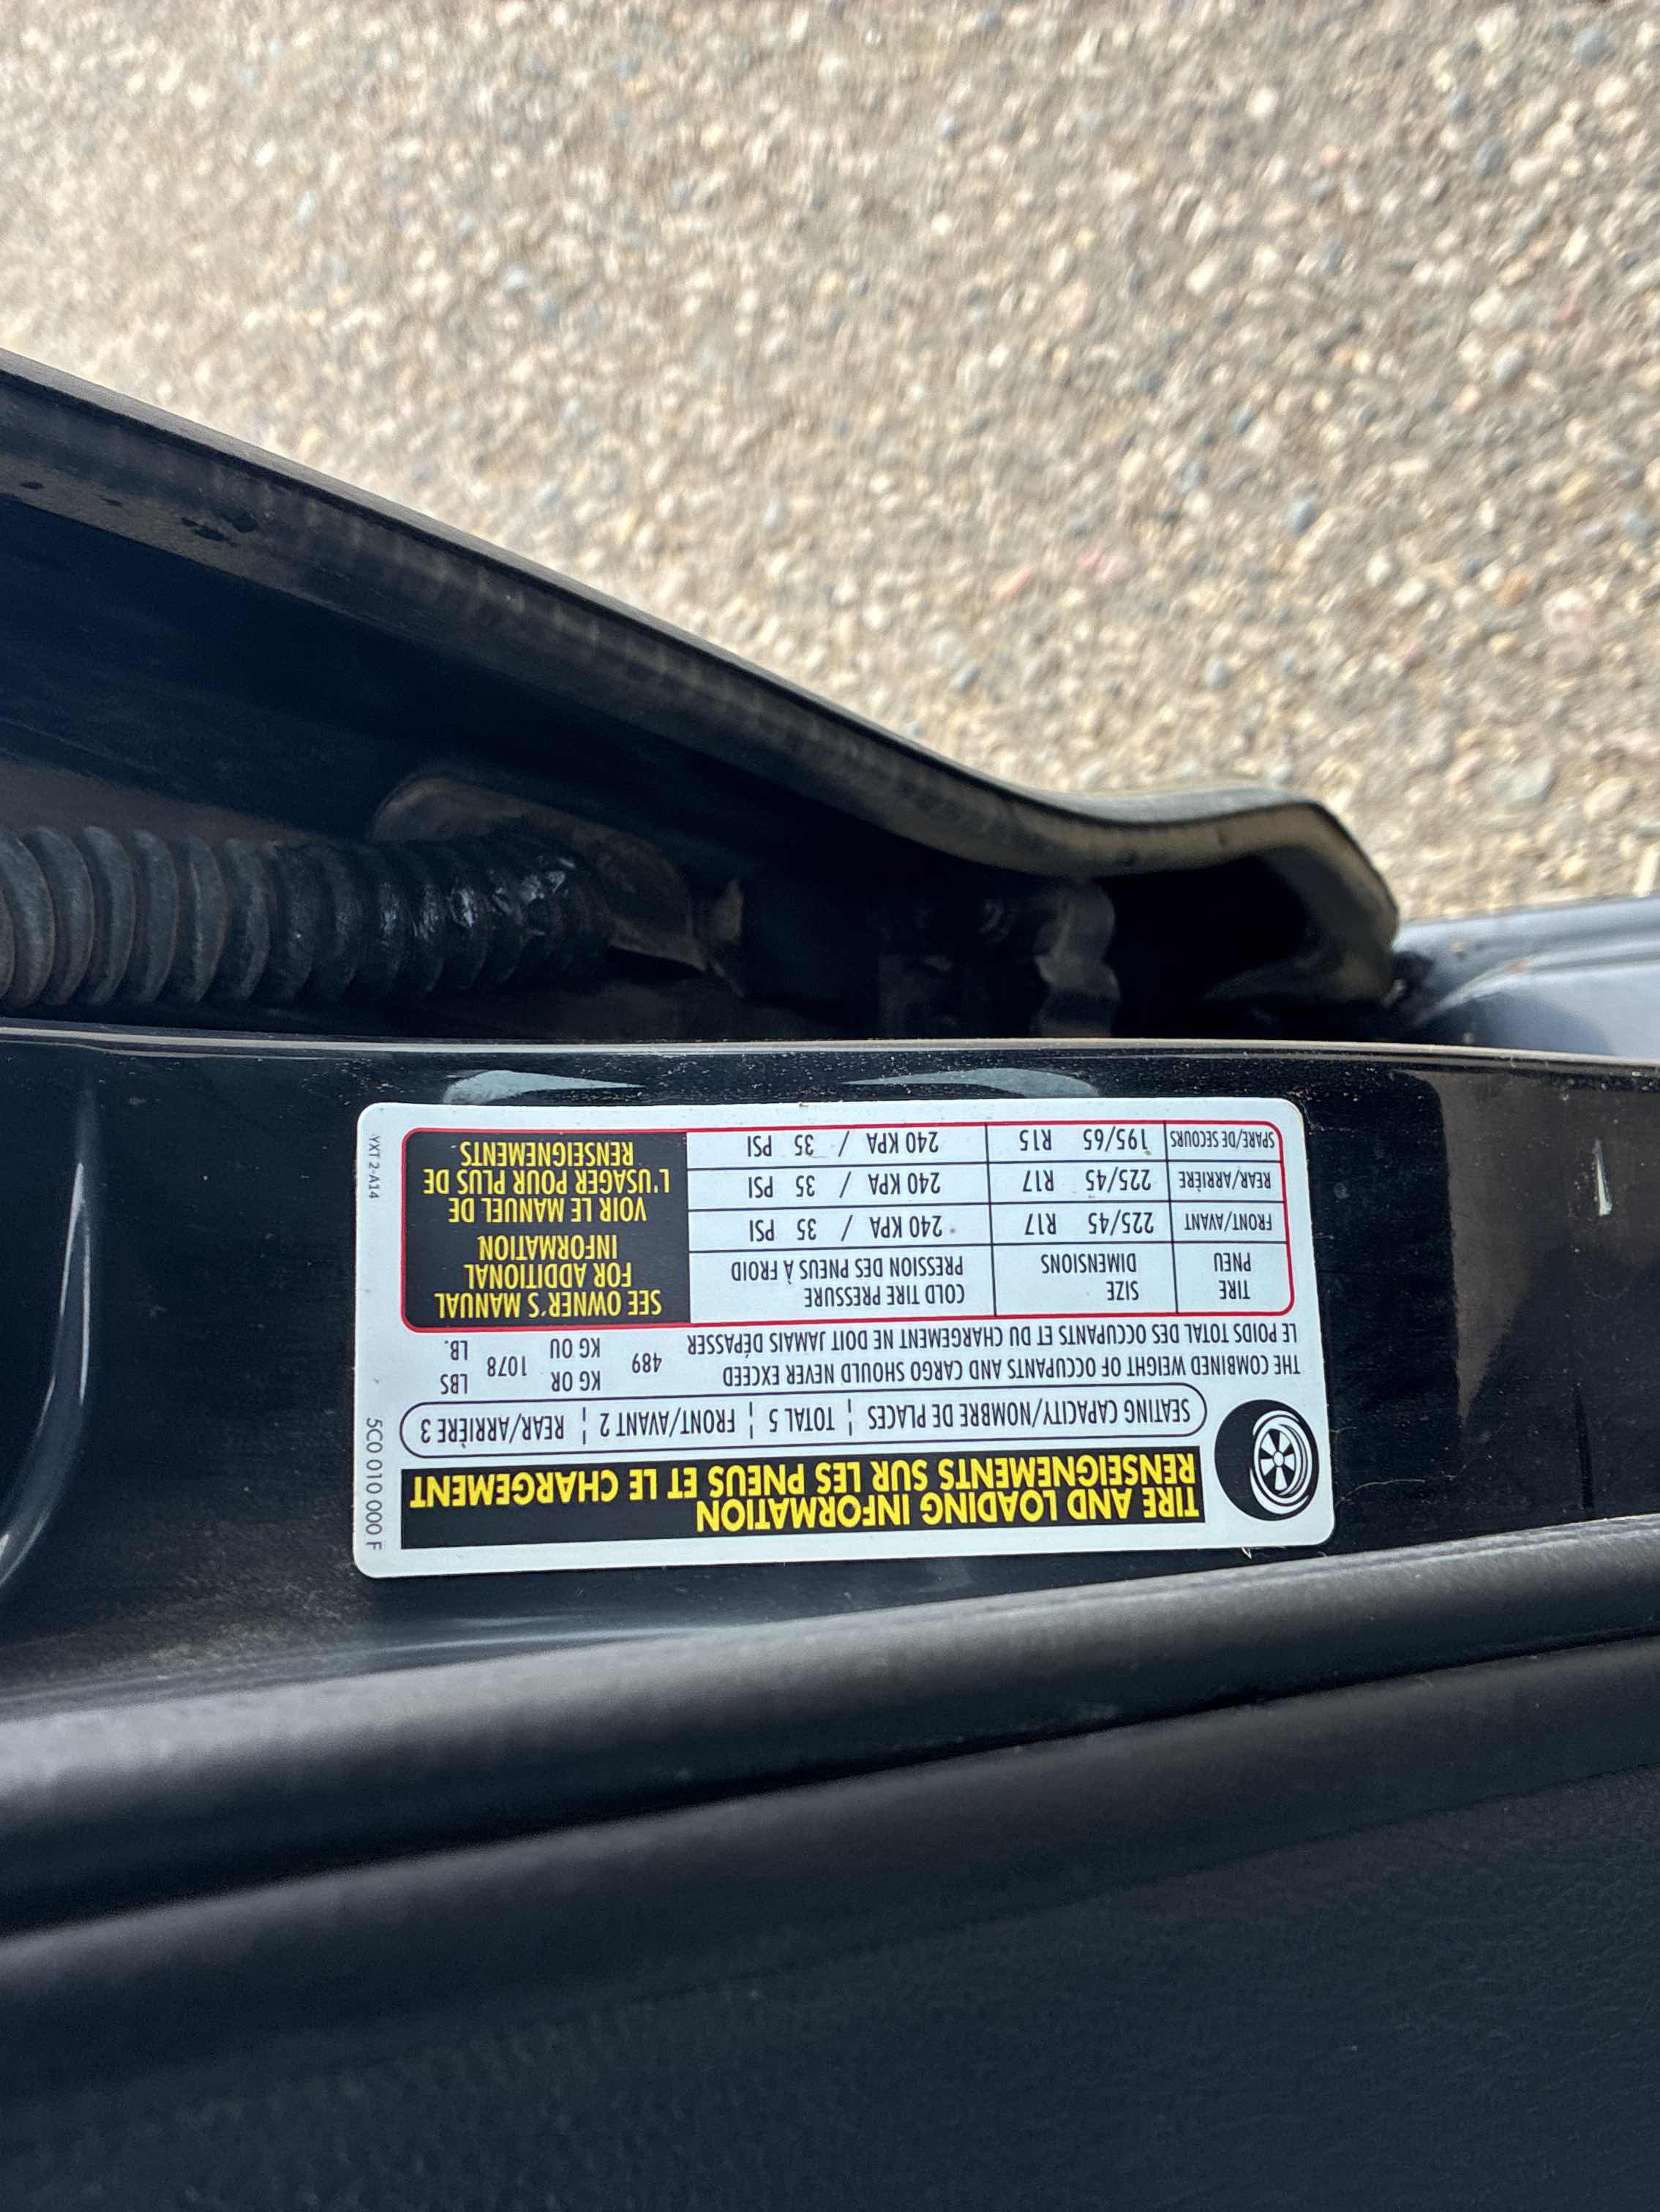 TIRE AND LOADING INFORMATION
RENSEIGNEMENTS SUR LES PNEUS ET LE CHARGEMENT
SEATING CAPACITY/NOMBRE DE PLACES ¦ TOTAL 5 ¦ FRONT/AVANT 2 ¦ REAR/ARRIÈRE 3
THE COMBINED WEIGHT OF OCCUPANTS AND CARGO SHOULD NEVER EXCEED
LE POIDS TOTAL DES OCCUPANTS ET DU CHARGEMENT NE DOIT JAMAIS DÉPASSER
489 KG OR 1078 LBS
KG OU LB.
TIRE SIZE COLD TIRE PRESSURE
PNEU DIMENSIONS PRESSION DES PNEUS À FROID
FRONT/AVANT 225/45 R17 240 KPA / 35 PSI
REAR/ARRIÈRE 225/45 R17 240 KPA / 35 PSI
SPARE/DE SECOURS 195/65 R15 240 KPA / 35 PSI
SEE OWNER'S MANUAL
FOR ADDITIONAL
INFORMATION
VOIR LE MANUEL DE
L'USAGER POUR PLUS DE
RENSEIGNEMENTS
5C0 010 000 F
YXT 2-A14